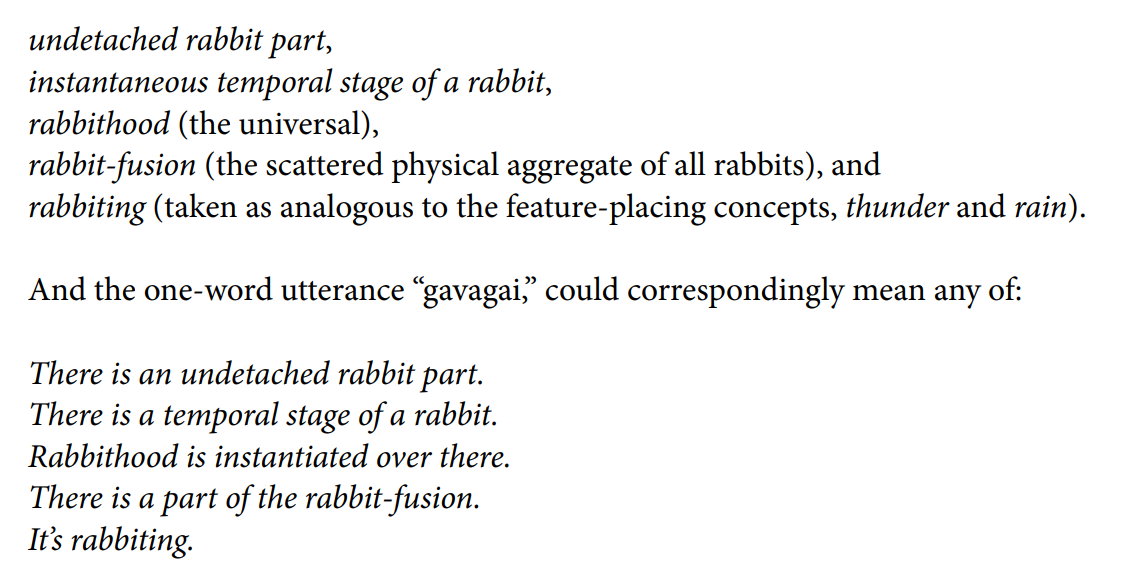 undetached rabbit part,
instantaneous temporal stage of a rabbit,
rabbithood (the universal),
rabbit-fusion (the scattered physical aggregate of all rabbits), and
rabbiting (taken as analogous to the feature-placing concepts, thunder and rain).
And the one-word utterance “gavagai,” could correspondingly mean any of:
There is an undetached rabbit part.
There is a temporal stage of a rabbit.
Rabbithood is instantiated over there.
There is a part of the rabbit-fusion.
It’s rabbiting.